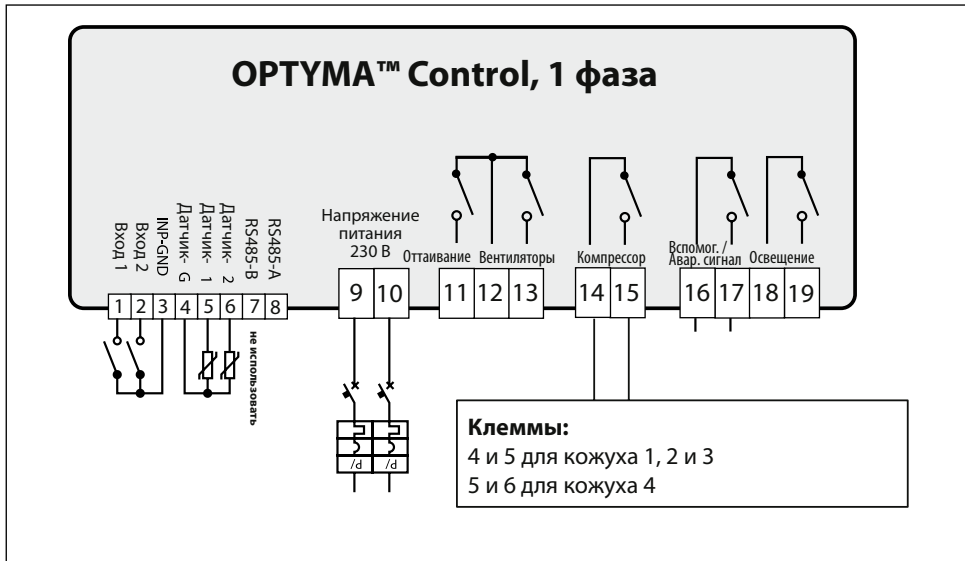 OPTYMA™ Control, 1 фаза
Вход 1
Вход 2
INP-GND
Датчик- G
Датчик- 1
Датчик- 2
RS485-B
RS485-A
Напряжение
питания
230 В
Оттаивание
Вентиляторы
Компрессор
Вспомог. /
Авар. сигнал
Освещение
1 2 3 4 5 6 7 8
9 10
11 12 13
14 15
16 17 18 19
не использовать
P/ P/
Клеммы:
4 и 5 для кожуха 1, 2 и 3
5 и 6 для кожуха 4